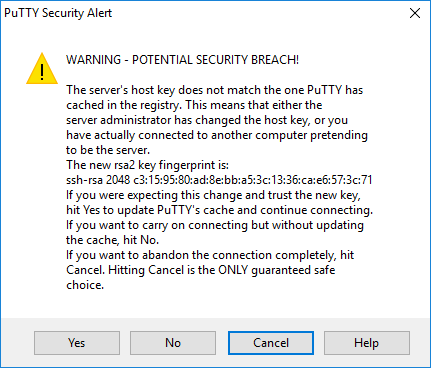 PuTTY Security Alert
WARNING - POTENTIAL SECURITY BREACH!
The server's host key does not match the one PuTTY has
cached in the registry. This means that either the
server administrator has changed the host key, or you
have actually connected to another computer pretending
to be the server.
The new rsa2 key fingerprint is:
ssh-rsa 2048 c3:15:95:80:ad:8e:bb:a5:3c:13:36:ca:e6:57:3c:71
If you were expecting this change and trust the new key,
hit Yes to update PuTTY's cache and continue connecting.
If you want to carry on connecting but without updating
the cache, hit No.
If you want to abandon the connection completely, hit
Cancel. Hitting Cancel is the ONLY guaranteed safe
choice.
Yes No Cancel Help